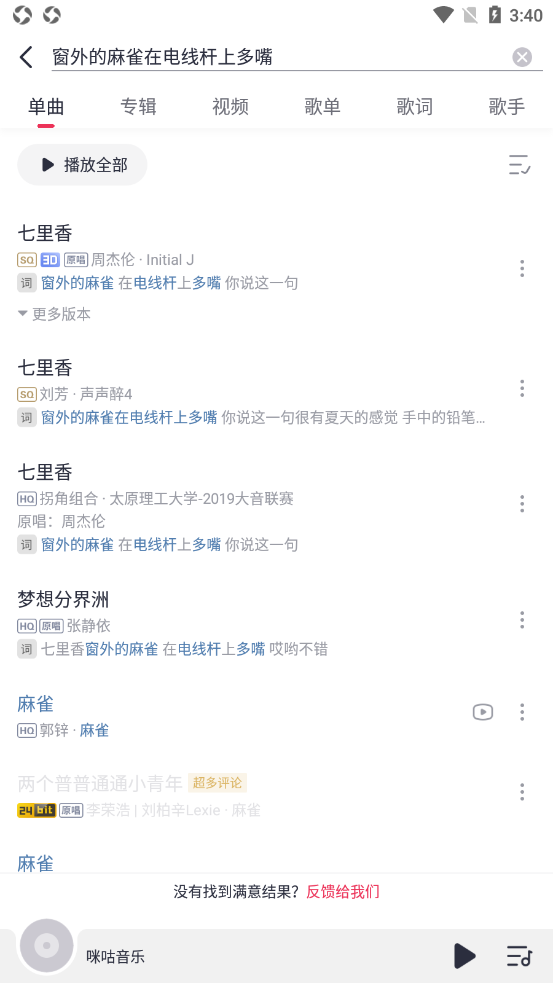 3:40
窗外的麻雀在电线杆上多嘴
单曲 专辑 视频 歌单 歌词 歌手
播放全部
七里香
SQ 3D 原唱 周杰伦 · Initial J
词 窗外的麻雀 在电线杆上多嘴 你说这一句
更多版本
七里香
SQ 刘芳 · 声声醉4
词 窗外的麻雀在电线杆上多嘴 你说这一句很有夏天的感觉 手中的铅笔...
七里香
HQ 拐角组合 · 太原理工大学-2019大音联赛
原唱：周杰伦
词 窗外的麻雀 在电线杆上多嘴 你说这一句
梦想分界洲
HQ 原唱 张静依
词 七里香窗外的麻雀 在电线杆上多嘴 哎哟不错
麻雀
HQ 郭锌 · 麻雀
两个普普通通小青年 超多评论
24bit 原唱 李荣浩 | 刘柏辛Lexie · 麻雀
麻雀
没有找到满意结果？反馈给我们
咪咕音乐